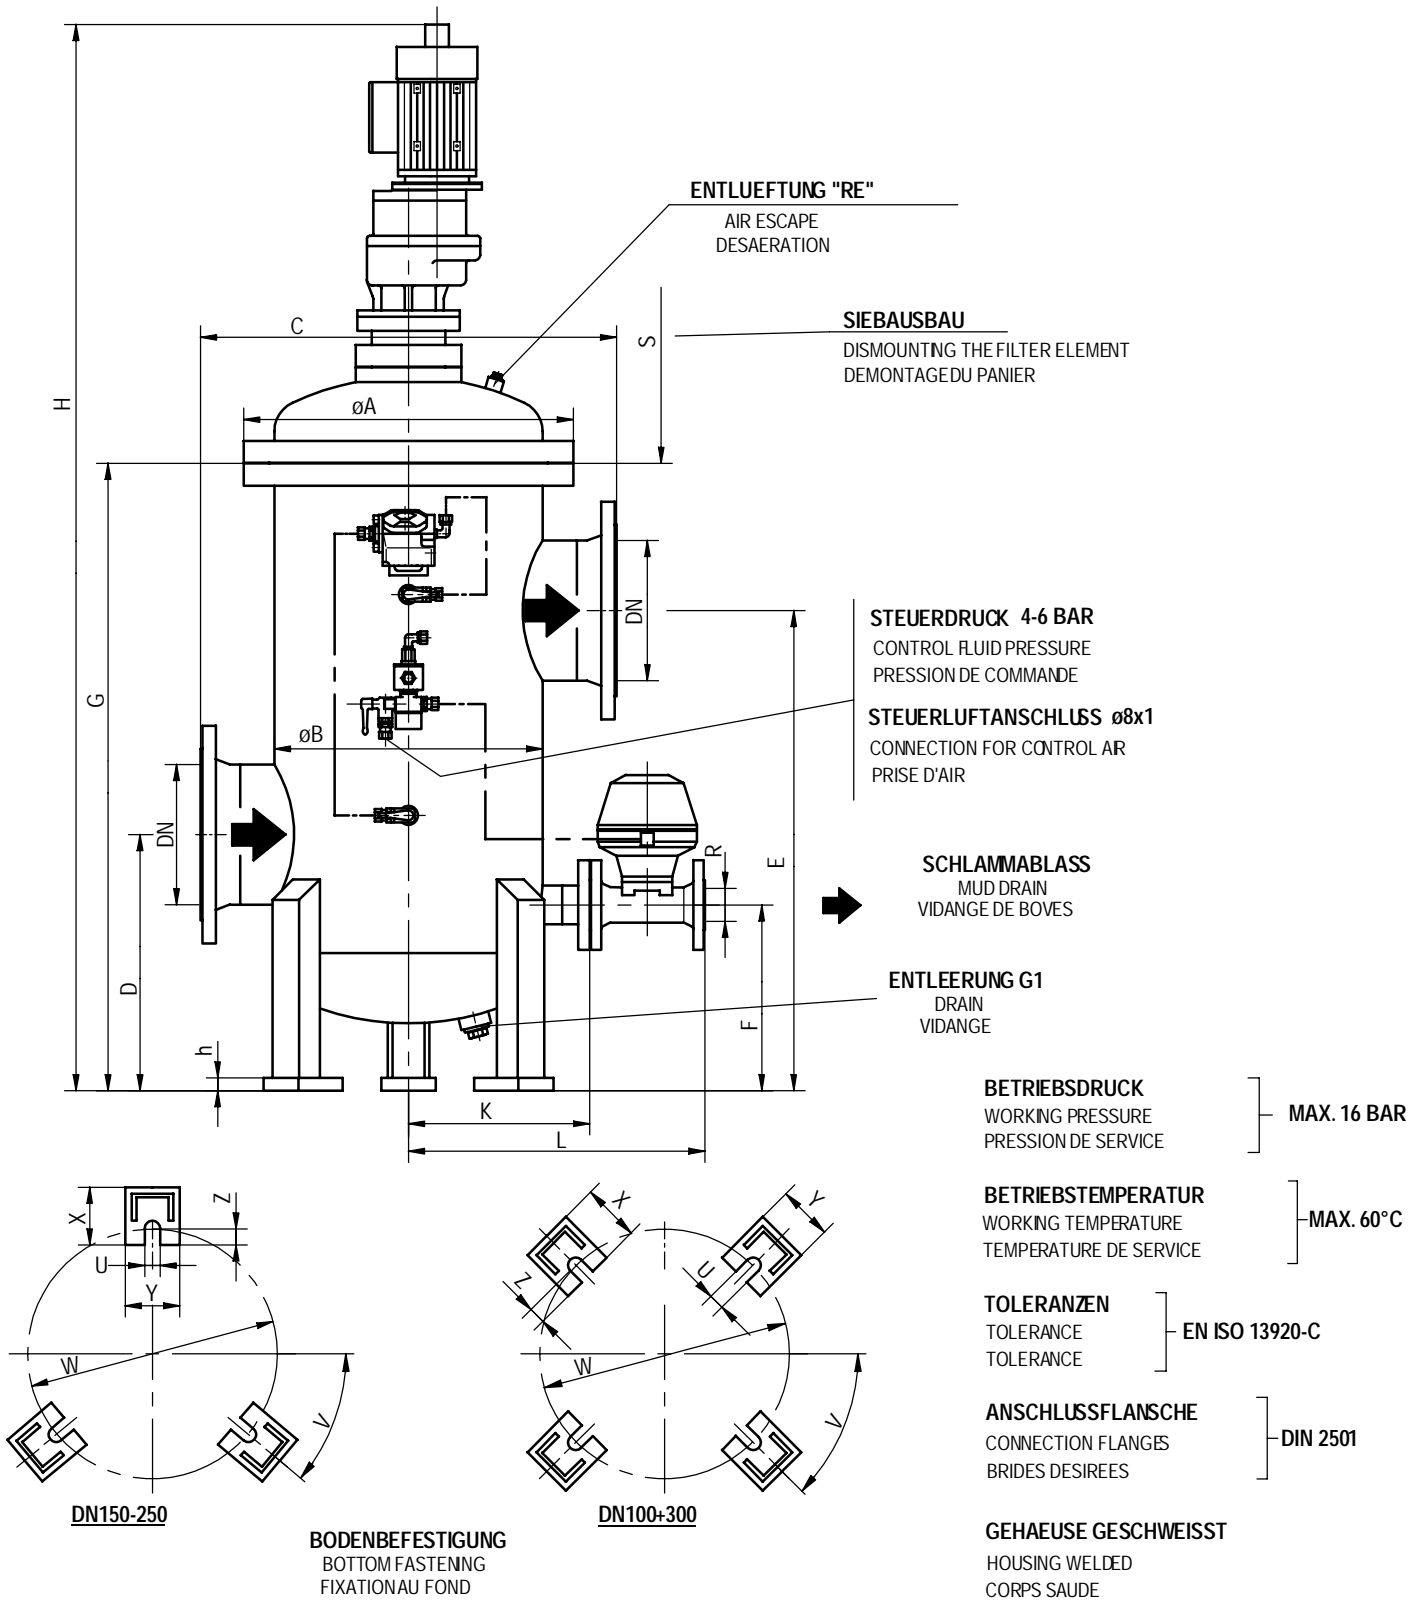 ENTLUEFTUNG "RE"
AIR ESCAPE
DESAERATION
C
S
SIEBAUSBAU
DISMOUNTING THE FILTER ELEMENT
DEMONTAGE DU PANIER
H
øA
DN
STEUERDRUCK 4-6 BAR
CONTROL FLUID PRESSURE
PRESSION DE COMMANDE
G
STEUERLUFTANSCHLUSS ø8x1
CONNECTION FOR CONTROL AIR
PRISE D'AIR
øB
DN
R
E
SCHLAMMABLASS
MUD DRAIN
VIDANGE DE BOVES
D
ENTLEERUNG G1
DRAIN
VIDANGE
F
h
K
L
BETRIEBSDRUCK
WORKING PRESSURE
PRESSION DE SERVICE
MAX. 16 BAR
BETRIEBSTEMPERATUR
WORKING TEMPERATURE
TEMPERATURE DE SERVICE
MAX. 60°C
TOLERANZEN
TOLERANCE
TOLERANCE
EN ISO 13920-C
ANSCHLUSSFLANSCHE
CONNECTION FLANGES
BRIDES DESIREES
DIN 2501
GEHAEUSE GESCHWEISST
HOUSING WELDED
CORPS SAUDE
X
Z
U
Y
W
V
DN150-250
X
Y
Z
U
W
V
DN100+300
BODENBEFESTIGUNG
BOTTOM FASTENING
FIXATION AU FOND